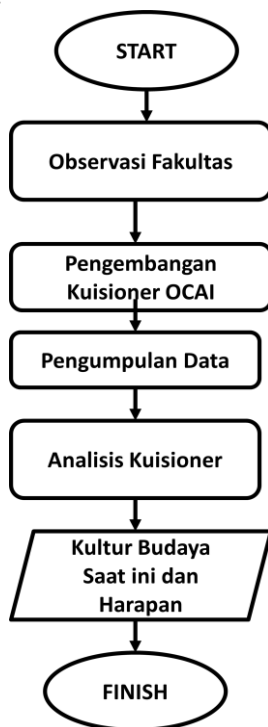 START
Observasi Fakultas
Pengembangan
Kuisioner OCAI
Pengumpulan Data
Analisis Kuisioner
Kultur Budaya
Saat ini dan
Harapan
FINISH